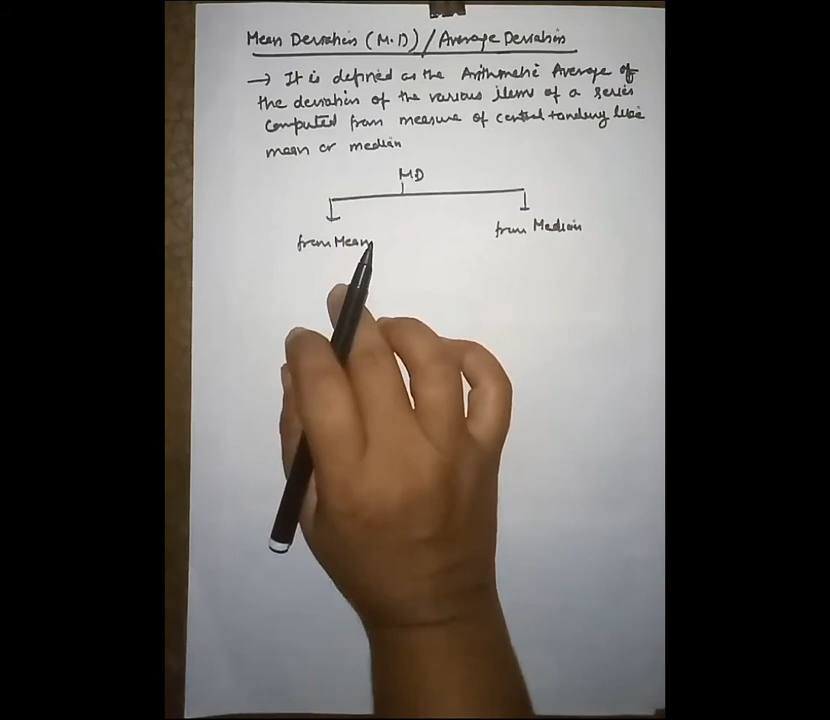 Mean Deviation (M.D) / Average Deviation
→ It is defined as the Arithmetic Average of
the deviation of the various items of a series
computed from measure of central tendency like
mean or median
MD
from Mean
from Median